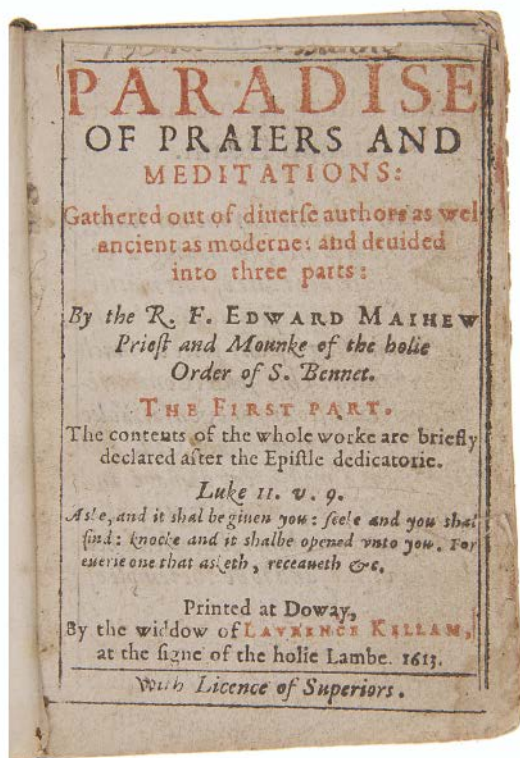 PARADISE
OF PRAIERS AND
MEDITATIONS:
Gathered out of diuerſe authors as wel
ancient as moderne: and deuided
into three parts:
By the R. F. EDWARD MAIHEW
Prieſt and Mounke of the holie
Order of S. Bennet.
THE FIRST PART.
The contents of the whole worke are briefly
declared after the Epiſtle dedicatorie.
Luke 11. v. 9.
Aske, and it shal be giuen you: ſeeke and you shal
find: knocke and it shalbe opened vnto you. For
euerie one that asketh, receaueth &c.
Printed at Doway,
By the widdow of LAVRENCE KELLAM,
at the ſigne of the holie Lambe. 1613.
With Licence of Superiors.